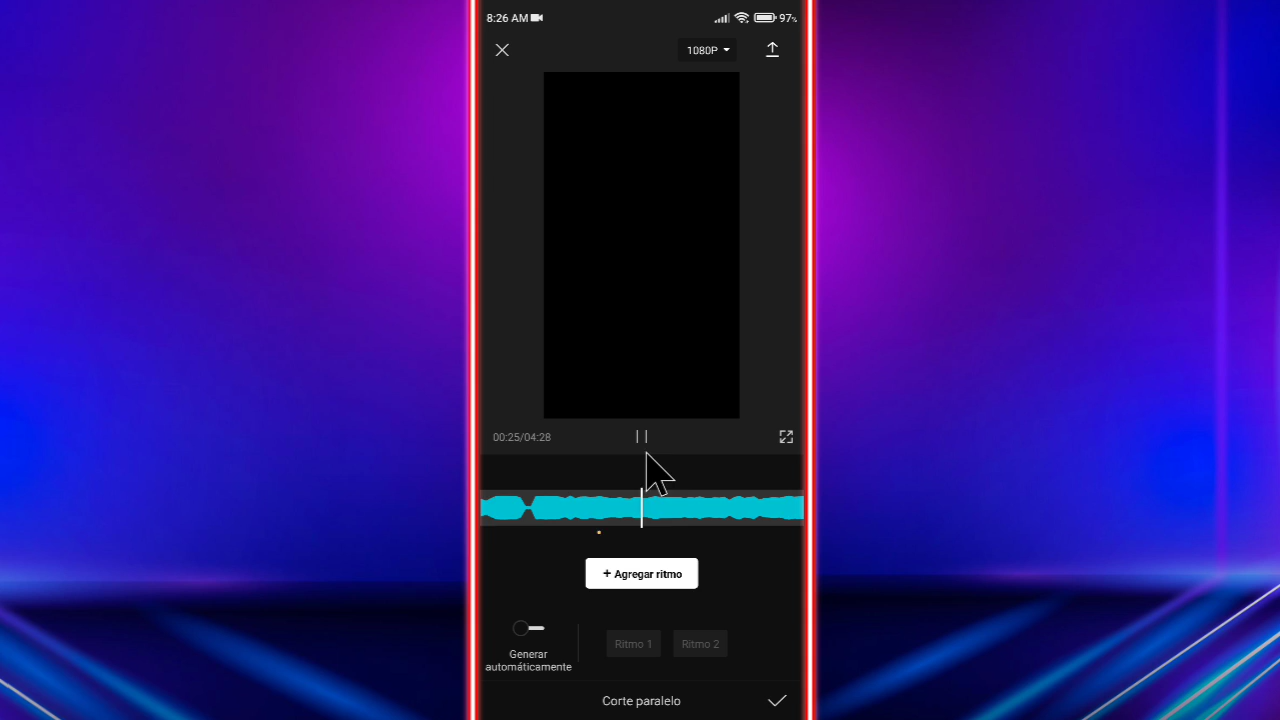 8:26 AM 97%
1080P
00:25/04:28
+ Agregar ritmo
Generar
automáticamente
Ritmo 1 Ritmo 2
Corte paralelo